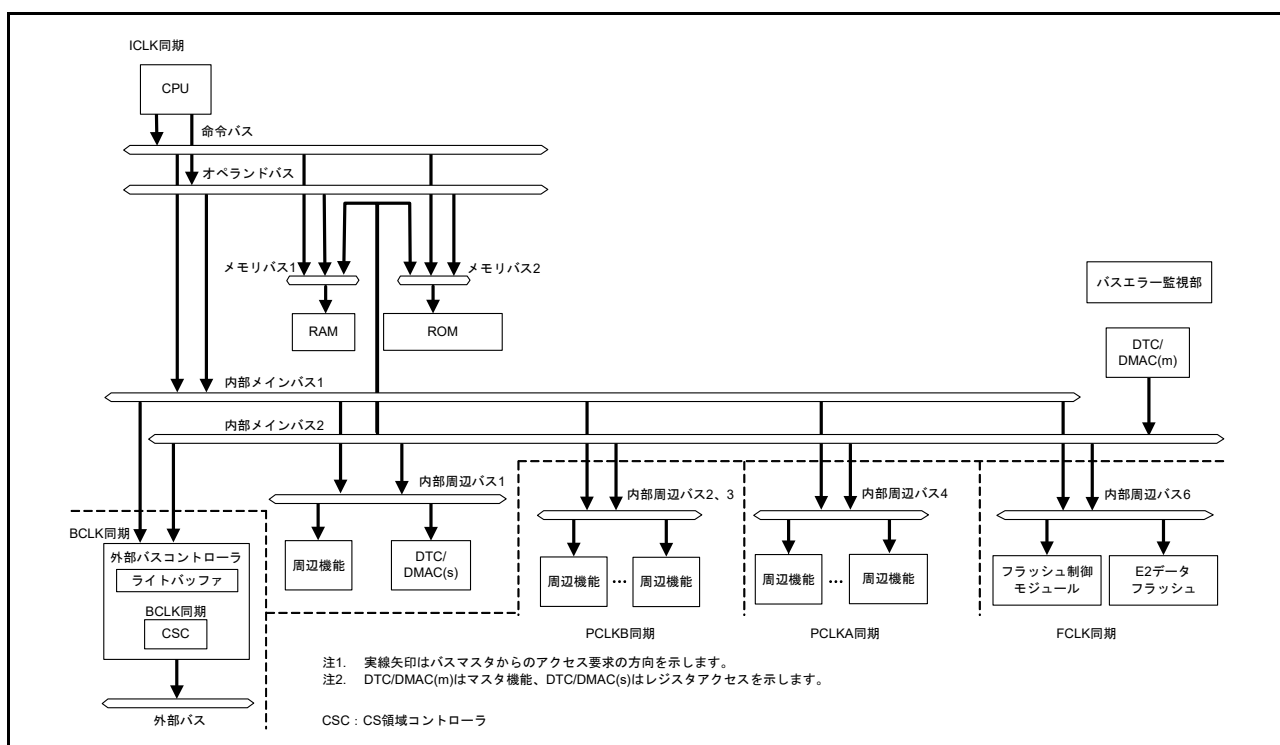 ICLK同期
CPU
命令バス
オペランドバス
メモリバス1
メモリバス2
RAM
ROM
バスエラー監視部
DTC/
DMAC(m)
内部メインバス1
内部メインバス2
内部周辺バス1
内部周辺バス2、3
内部周辺バス4
内部周辺バス6
BCLK同期
外部バスコントローラ
ライトバッファ
BCLK同期
CSC
外部バス
周辺機能
DTC/
DMAC(s)
周辺機能
…
周辺機能
PCLKB同期
周辺機能
…
周辺機能
PCLKA同期
フラッシュ制御
モジュール
E2データ
フラッシュ
FCLK同期
注1. 実線矢印はバスマスタからのアクセス要求の方向を示します。
注2. DTC/DMAC(m)はマスタ機能、DTC/DMAC(s)はレジスタアクセスを示します。
CSC：CS領域コントローラ